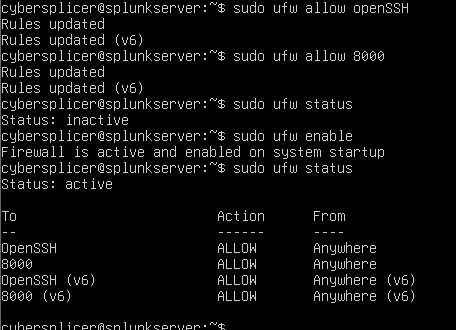 cybersplicer@splunkserver:~$ sudo ufw allow openSSH
Rules updated
Rules updated (v6)
cybersplicer@splunkserver:~$ sudo ufw allow 8000
Rules updated
Rules updated (v6)
cybersplicer@splunkserver:~$ sudo ufw status
Status: inactive
cybersplicer@splunkserver:~$ sudo ufw enable
Firewall is active and enabled on system startup
cybersplicer@splunkserver:~$ sudo ufw status
Status: active
To Action From
-- ------ ----
OpenSSH ALLOW Anywhere
8000 ALLOW Anywhere
OpenSSH (v6) ALLOW Anywhere (v6)
8000 (v6) ALLOW Anywhere (v6)
cybersplicer@splunkserver:~$ _